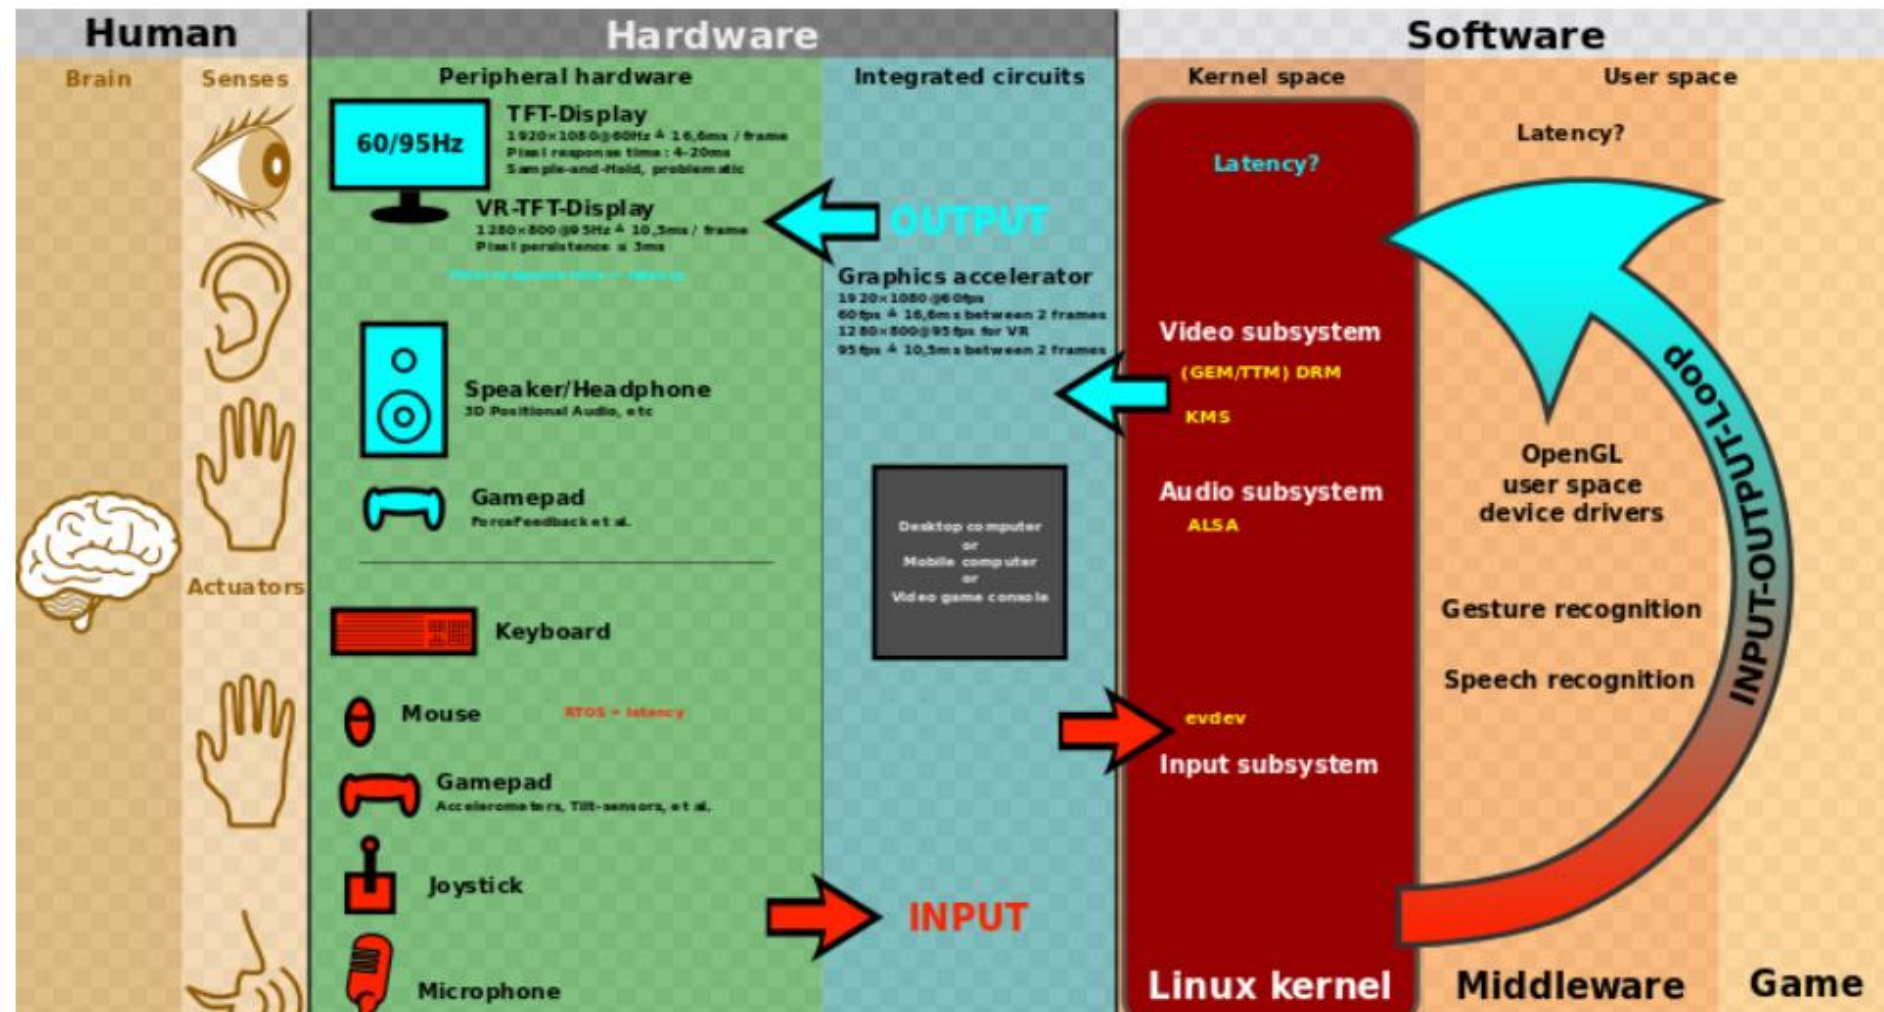 Human
Hardware
Software
Brain
Senses
Peripheral hardware
Integrated circuits
Kernel space
User space
60/95Hz
TFT-Display
1920×1080@60Hz ≙ 16,6ms / frame
Pixel response time: 4-20ms
Sample-and-Hold, problematic
VR-TFT-Display
1280×800@95Hz ≙ 10,5ms / frame
Pixel persistence ≤ 3ms
OUTPUT
Graphics accelerator
1920×1080@60fps
60fps ≙ 16,6ms between 2 frames
1280×800@95fps for VR
95fps ≙ 10,5ms between 2 frames
Speaker/Headphone
3D Positional Audio, etc
Gamepad
ForceFeedback et al.
Desktop computer
or
Mobile computer
or
Video game console
Actuators
Keyboard
Mouse
RTOS = latency
Gamepad
Accelerometers, Tilt-sensors, et al.
Joystick
Microphone
INPUT
Latency?
Video subsystem
(GEM/TTM) DRM
KMS
Audio subsystem
ALSA
evdev
Input subsystem
Linux kernel
Latency?
OpenGL
user space
device drivers
Gesture recognition
Speech recognition
INPUT-OUTPUT-Loop
Middleware
Game